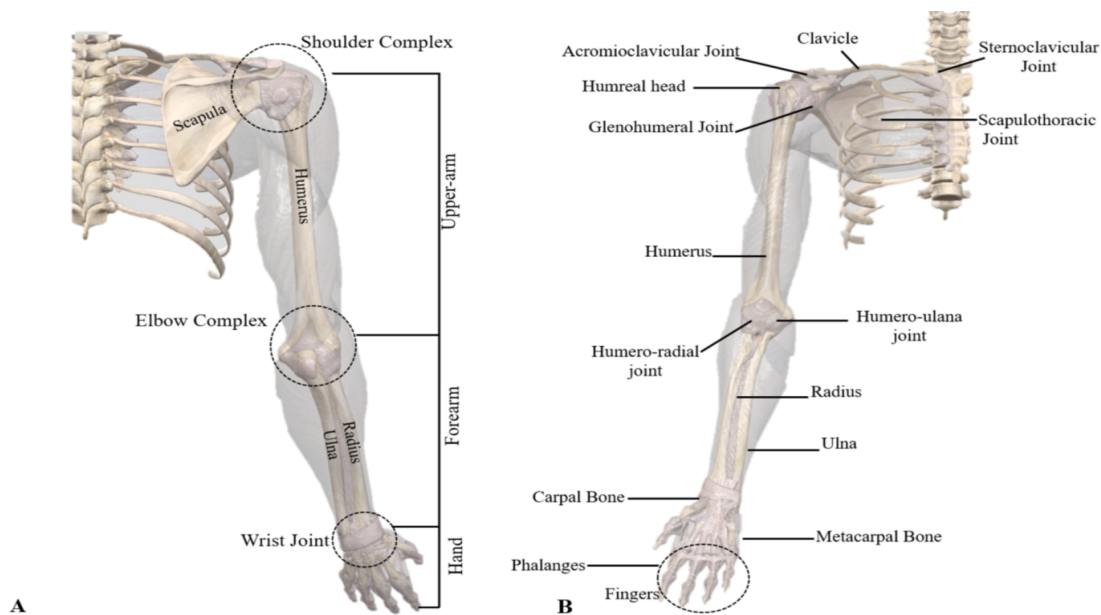 Shoulder Complex
Scapula
Humerus
Upper-arm
Elbow Complex
Forearm
Ulna
Radius
Wrist Joint
Hand
A
Clavicle
Acromioclavicular Joint
Sternoclavicular
Joint
Humreal head
Glenohumeral Joint
Scapulothoracic
Joint
Humerus
Humero-ulana
joint
Humero-radial
joint
Radius
Ulna
Carpal Bone
Metacarpal Bone
Phalanges
Fingers
B